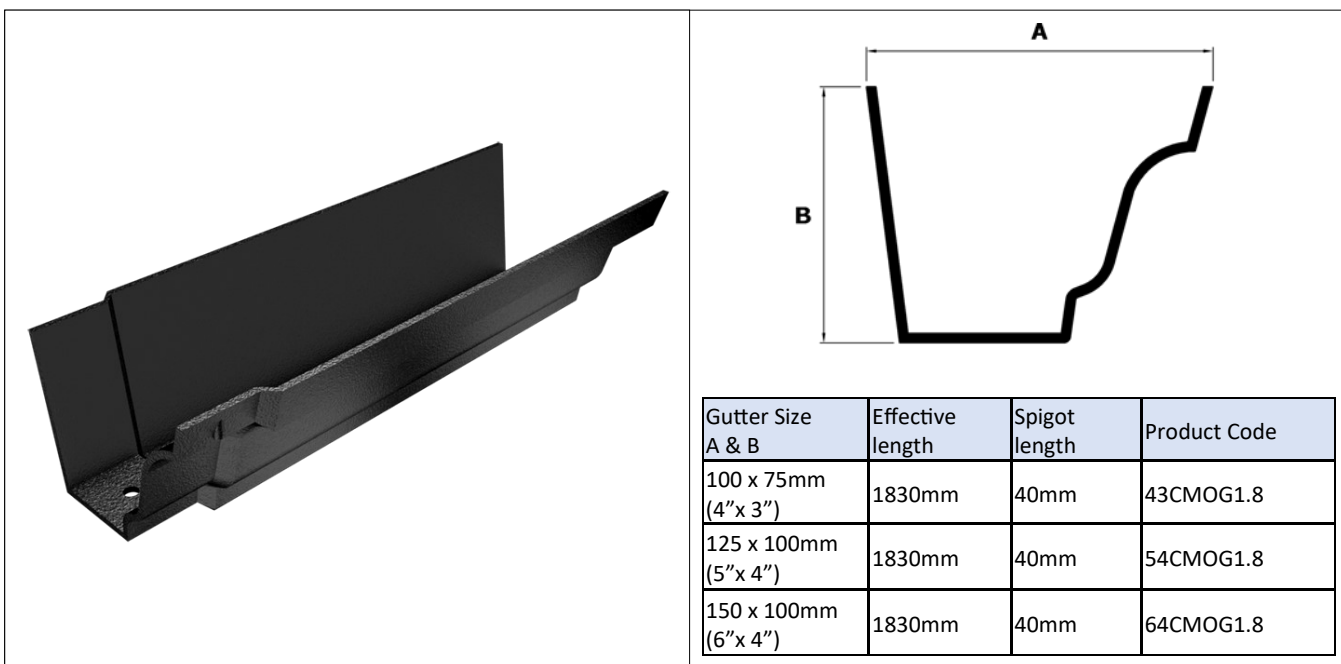 A
B
Gutter Size A & B Effective length Spigot length Product Code
100 x 75mm (4”x 3”) 1830mm 40mm 43CMOG1.8
125 x 100mm (5”x 4”) 1830mm 40mm 54CMOG1.8
150 x 100mm (6”x 4”) 1830mm 40mm 64CMOG1.8